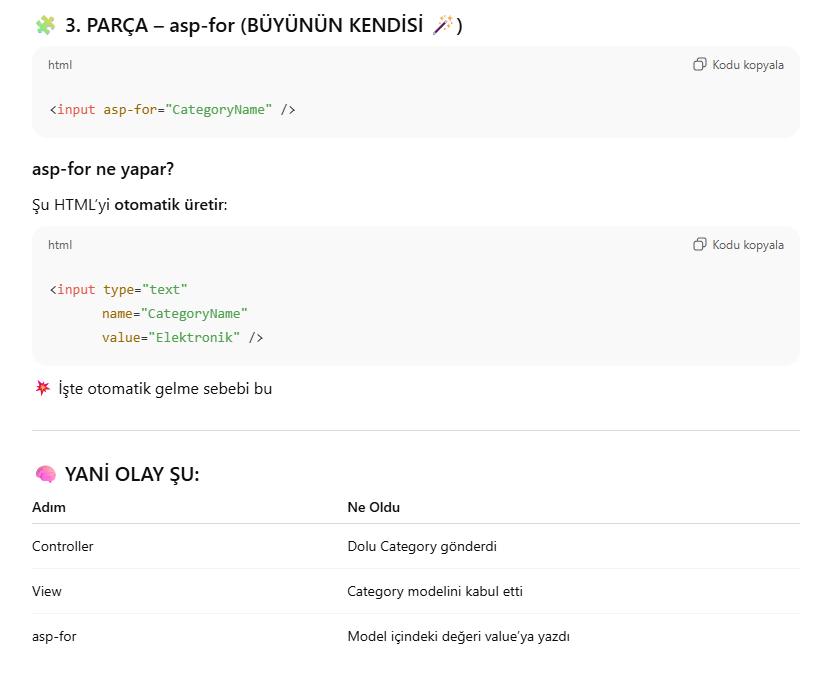 🧩 3. PARÇA – asp-for (BÜYÜNÜN KENDİSİ 🪄)
html
Kodu kopyala
<input asp-for="CategoryName" />
asp-for ne yapar?
Şu HTML’yi otomatik üretir:
html
Kodu kopyala
<input type="text"
name="CategoryName"
value="Elektronik" />
💥 İşte otomatik gelme sebebi bu
🧠 YANİ OLAY ŞU:
Adım Ne Oldu
Controller Dolu Category gönderdi
View Category modelini kabul etti
asp-for Model içindeki değeri value’ya yazdı